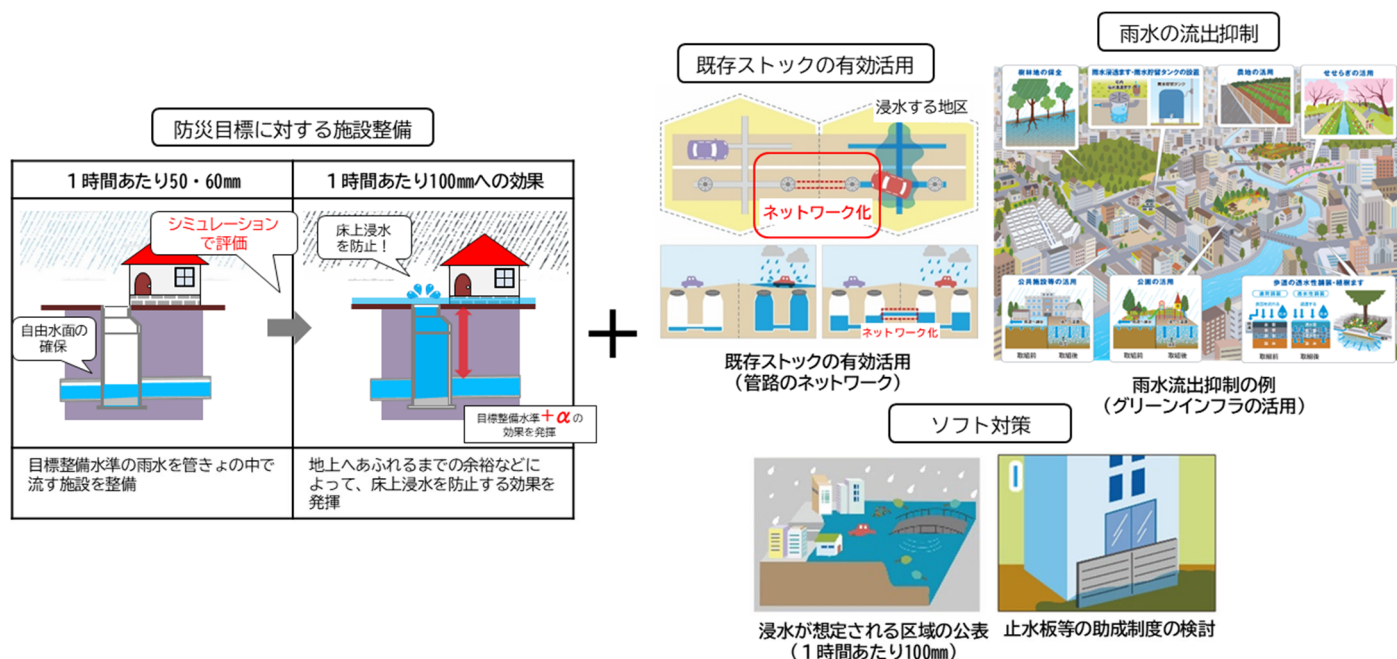 防災目標に対する施設整備
1時間あたり50・60㎜
1時間あたり100㎜への効果
シミュレーション
で評価
床上浸水
を防止！
自由水面の
確保
目標整備水準＋αの
効果を発揮
目標整備水準の雨水を管きょの中で
流す施設を整備
地上へあふれるまでの余裕などに
よって、床上浸水を防止する効果を
発揮
＋
既存ストックの有効活用
浸水する地区
ネットワーク化
ネットワーク化
既存ストックの有効活用
（管路のネットワーク）
雨水の流出抑制
樹林地の保全
雨水浸透ます・雨水貯留タンクの設置
農地の活用
せせらぎの活用
公共施設等の活用
取組前
取組後
公園の活用
取組前
取組後
歩道の透水性舗装・植樹ます
取組前
取組後
雨水流出抑制の例
（グリーンインフラの活用）
ソフト対策
浸水が想定される区域の公表
（１時間あたり100㎜）
止水板等の助成制度の検討